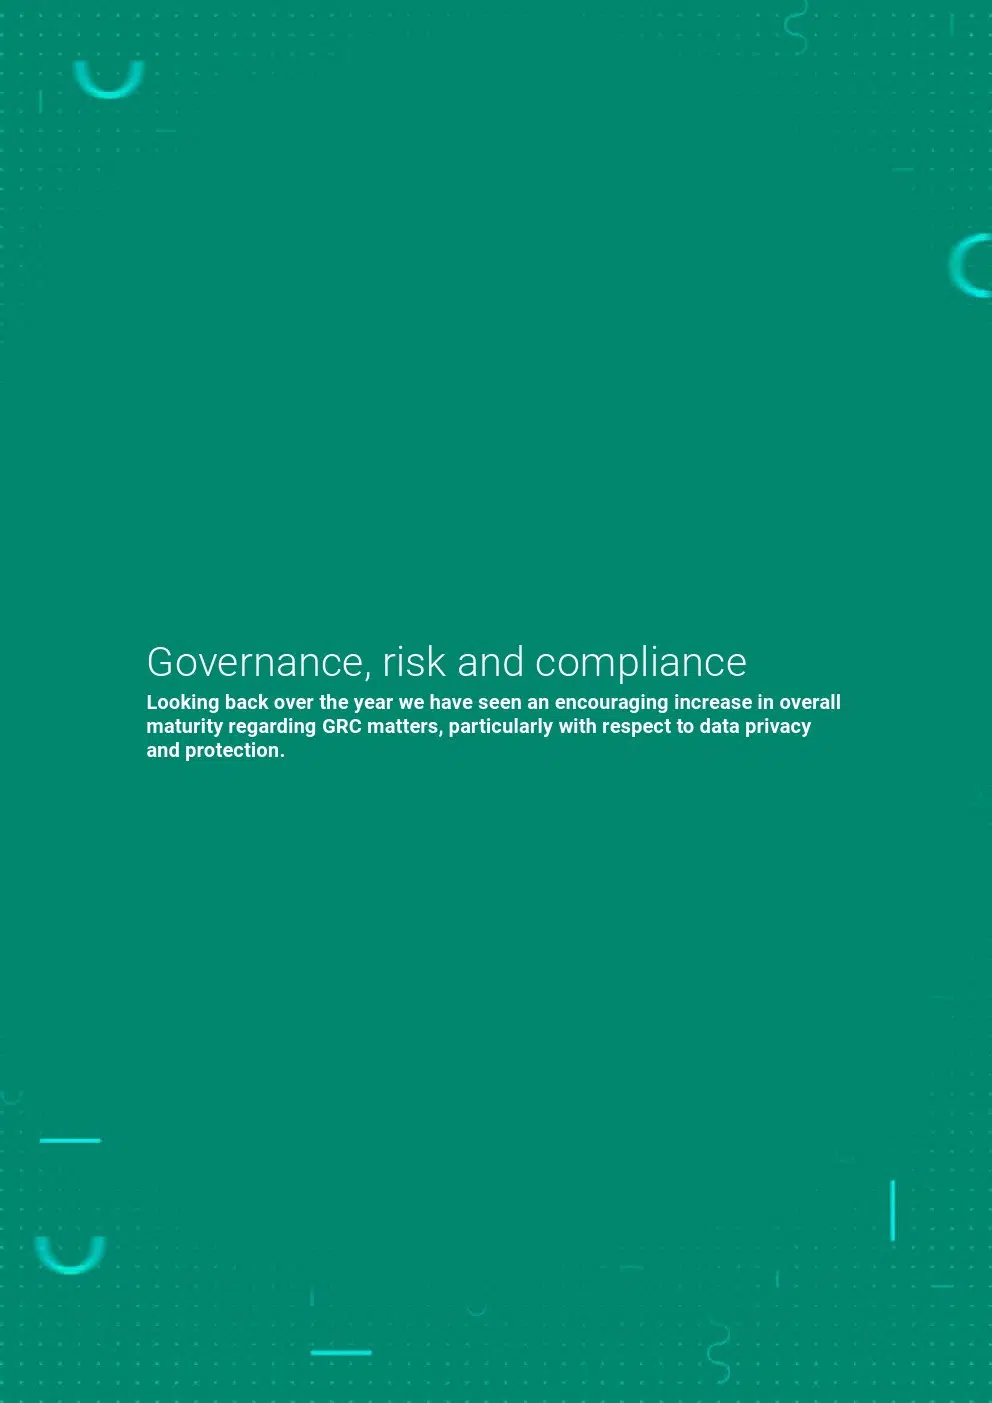 Governance, risk and compliance
Looking back over the year we have seen an encouraging increase in overall
maturity regarding GRC matters, particularly with respect to data privacy
and protection.